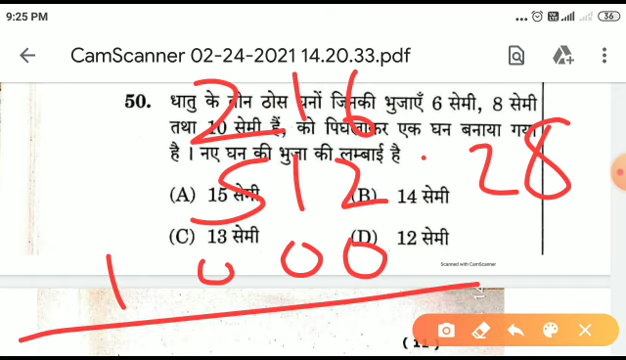 9:25 PM 36
CamScanner 02-24-2021 14.20.33.pdf
50. धातु के तीन ठोस घनों जिनकी भुजाएँ 6 सेमी, 8 सेमी
तथा 10 सेमी हैं, को पिघलाकर एक घन बनाया गया
है । नए घन की भुजा की लम्बाई है
(A) 15 सेमी (B) 14 सेमी
(C) 13 सेमी (D) 12 सेमी
216
512
28
1000
Scanned with CamScanner